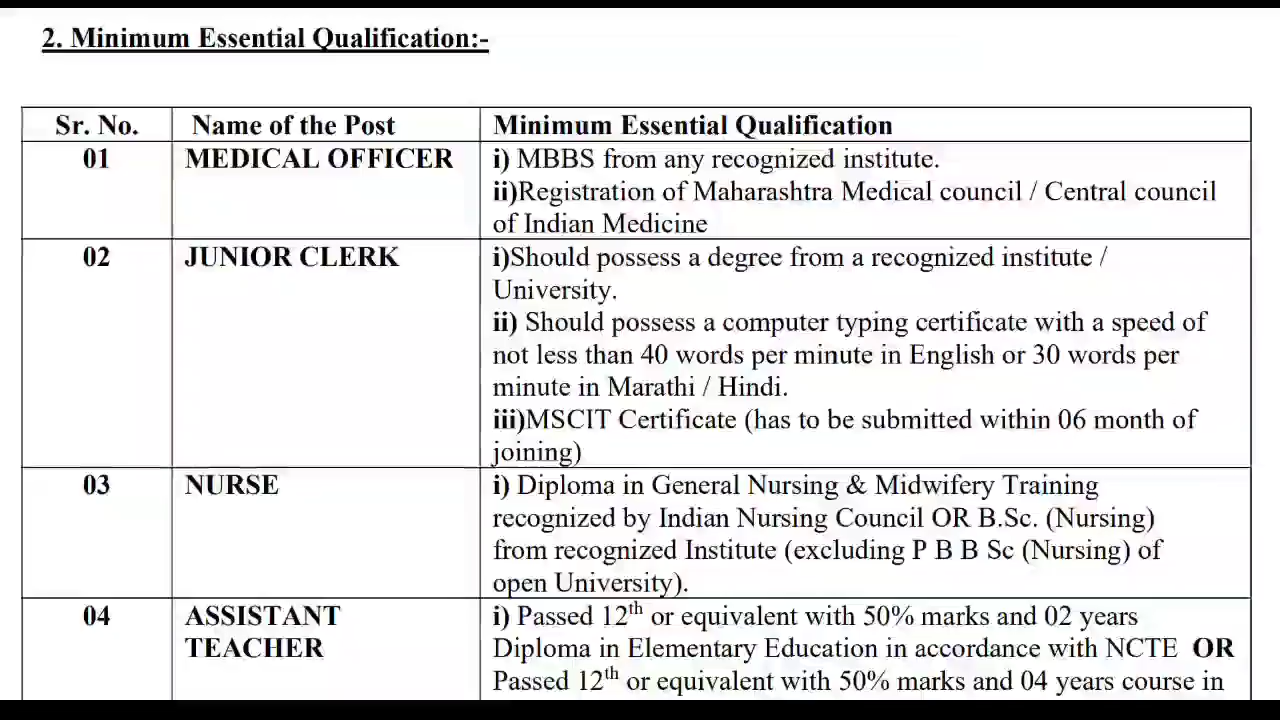 2. Minimum Essential Qualification:-
Sr. No. Name of the Post Minimum Essential Qualification
01 MEDICAL OFFICER i) MBBS from any recognized institute.
ii)Registration of Maharashtra Medical council / Central council
of Indian Medicine
02 JUNIOR CLERK i)Should possess a degree from a recognized institute /
University.
ii) Should possess a computer typing certificate with a speed of
not less than 40 words per minute in English or 30 words per
minute in Marathi / Hindi.
iii)MSCIT Certificate (has to be submitted within 06 month of
joining)
03 NURSE i) Diploma in General Nursing & Midwifery Training
recognized by Indian Nursing Council OR B.Sc. (Nursing)
from recognized Institute (excluding P B B Sc (Nursing) of
open University).
04 ASSISTANT i) Passed 12th or equivalent with 50% marks and 02 years
TEACHER Diploma in Elementary Education in accordance with NCTE OR
Passed 12th or equivalent with 50% marks and 04 years course in